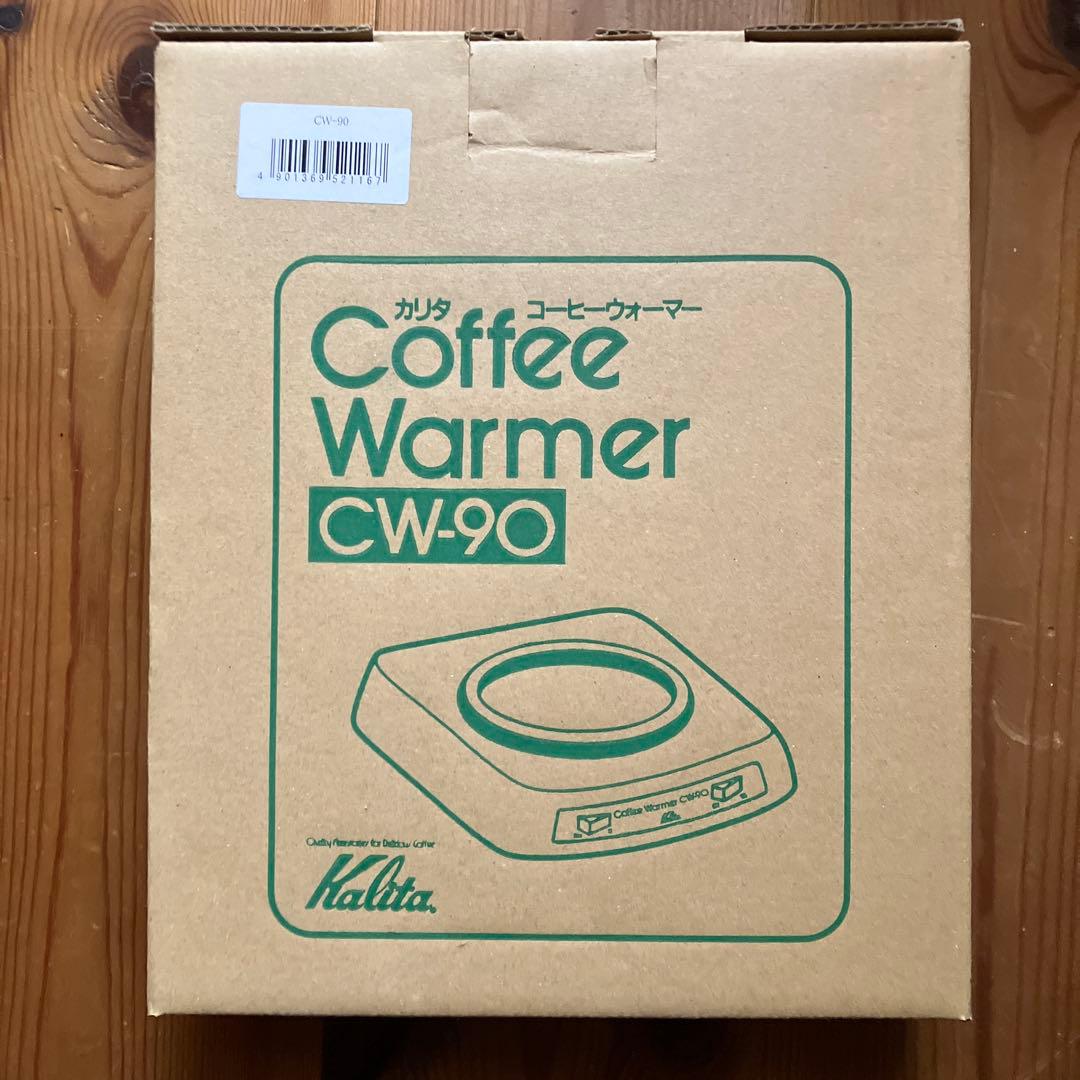 CW-90
4 901369 521167
カリタ コーヒーウォーマー
Coffee
Warmer
CW-90
Coffee Warmer CW-90
Kalita.